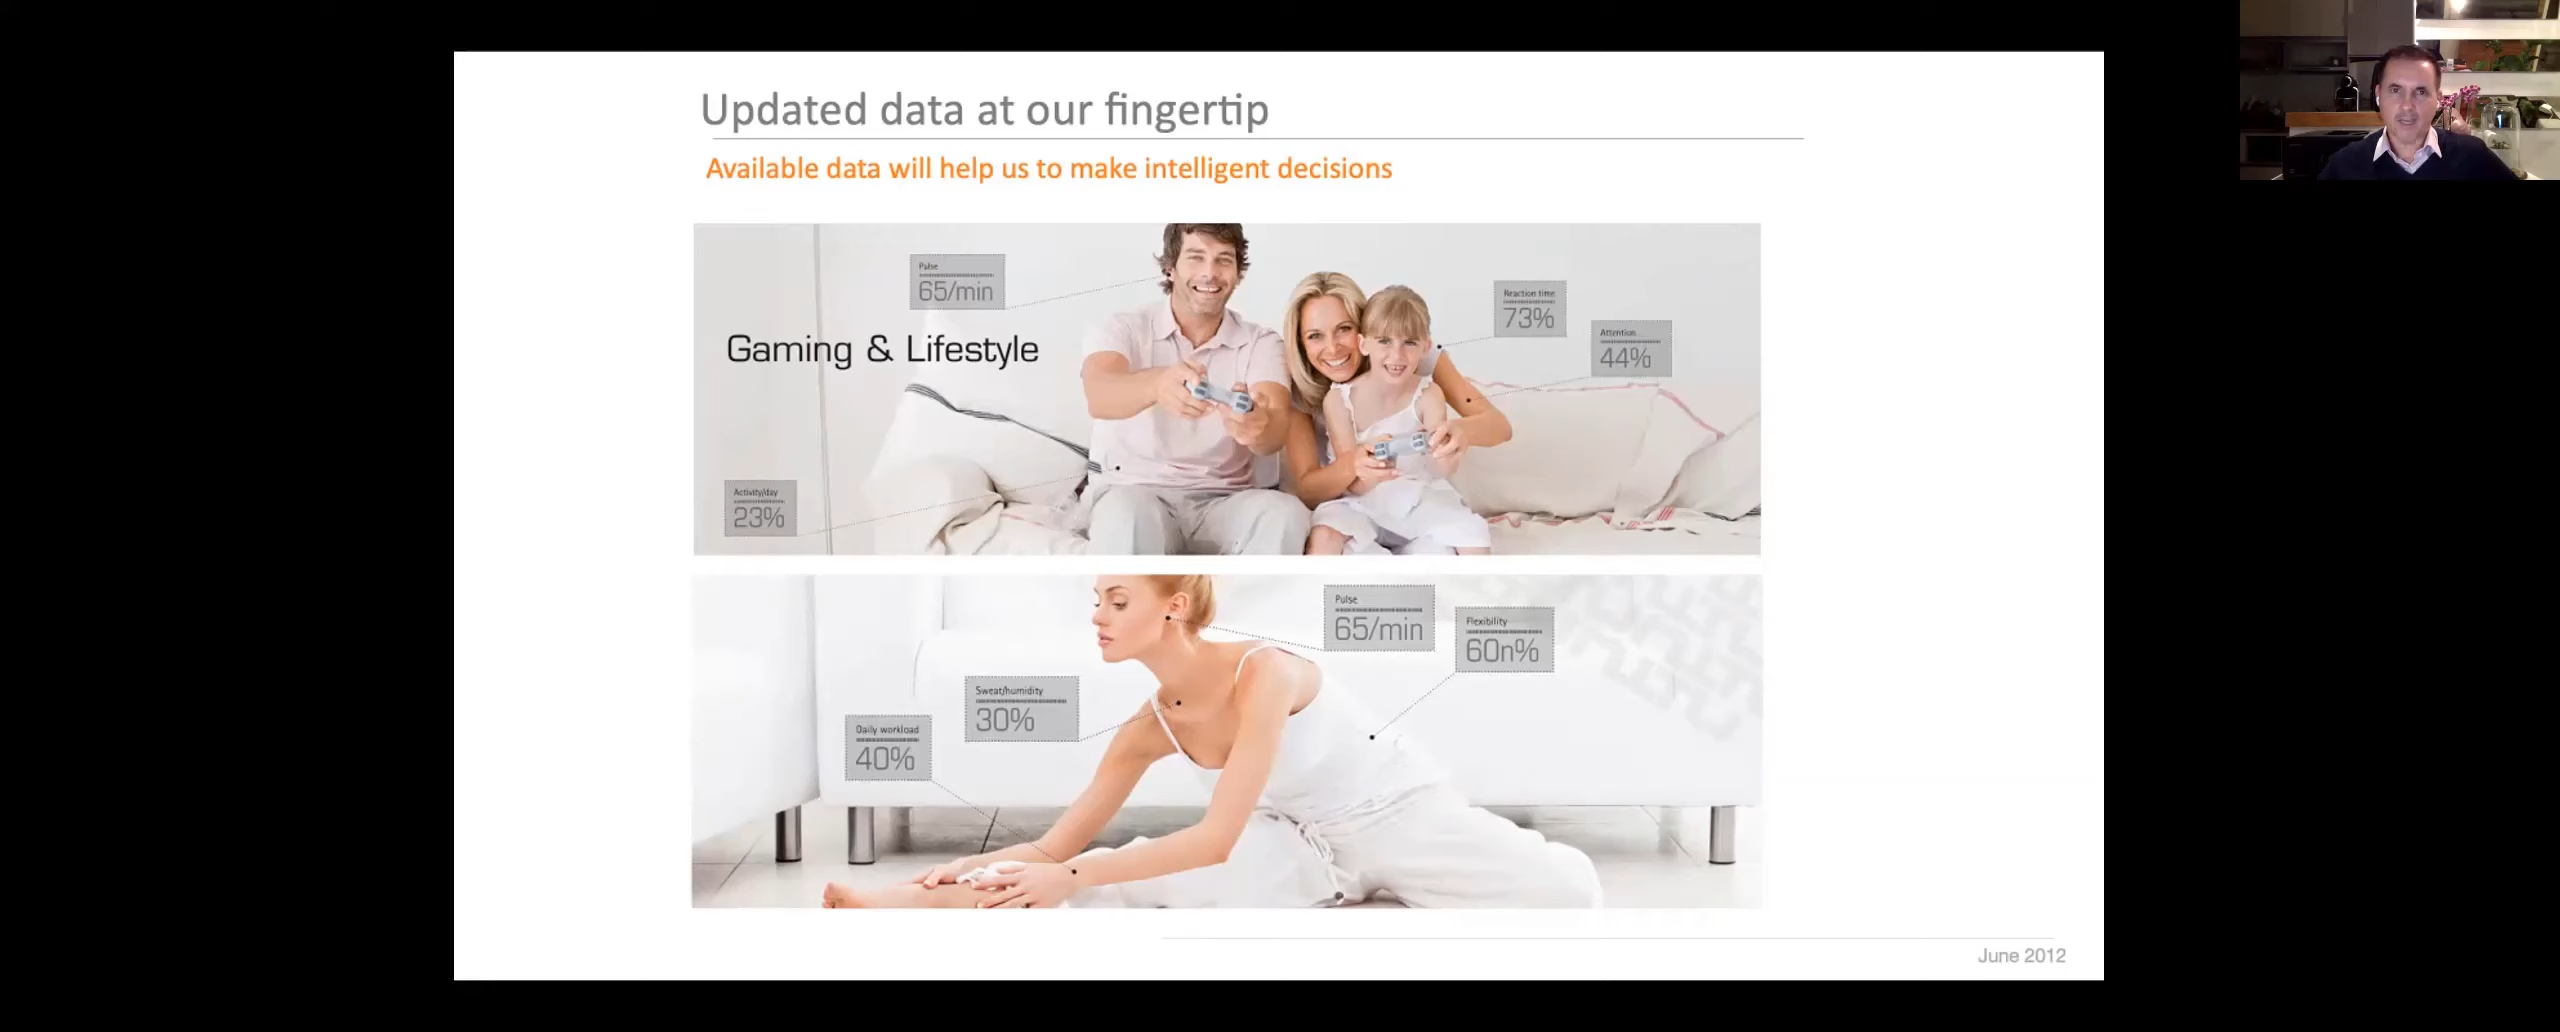 Updated data at our fingertip
Available data will help us to make intelligent decisions
Pulse
65/min
Gaming & Lifestyle
Reaction time
73%
Attention
44%
Activity/day
23%
Pulse
65/min
Flexibility
60n%
Sweat/humidity
30%
Daily workload
40%
June 2012